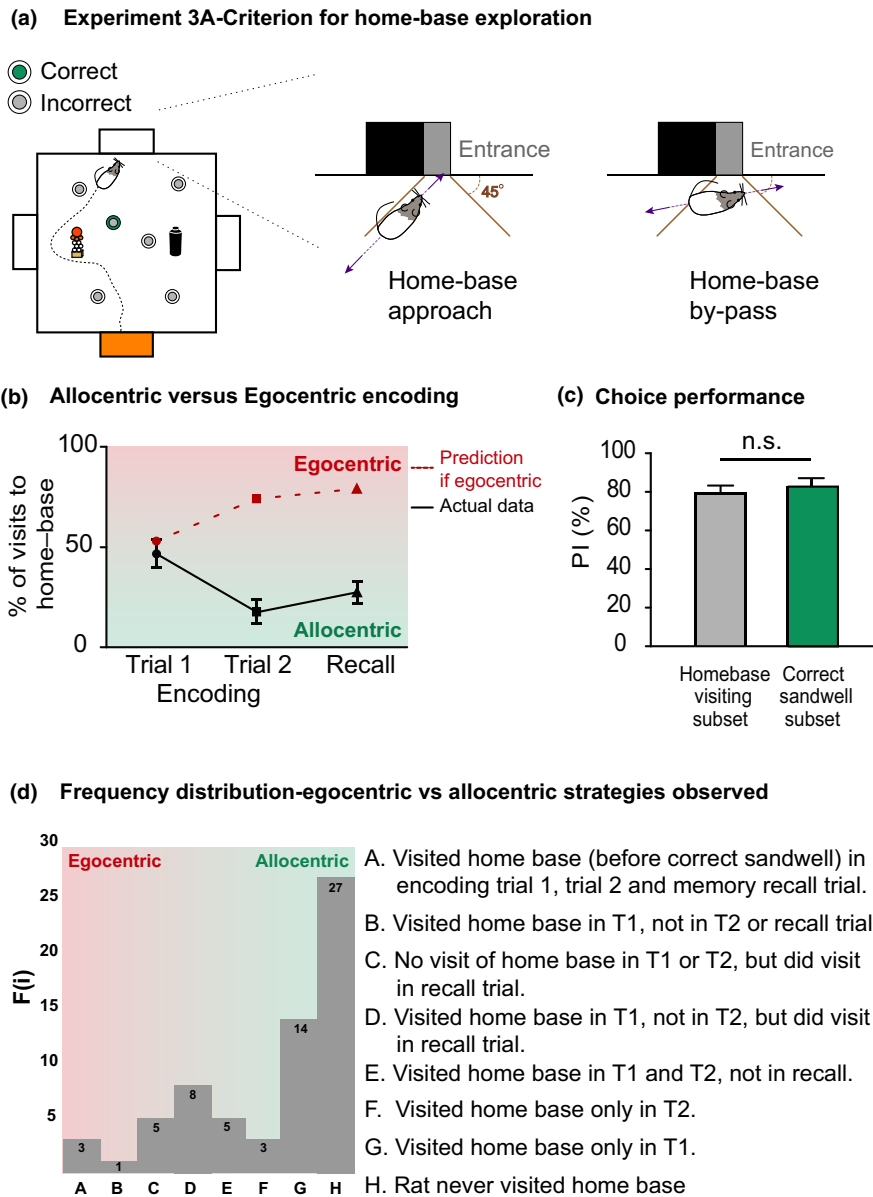 (a) Experiment 3A-Criterion for home-base exploration
Correct
Incorrect
Entrance
45°
Home-base
approach
Entrance
Home-base
by-pass
(b) Allocentric versus Egocentric encoding
% of visits to
home–base
100
50
0
Egocentric
Allocentric
Prediction
if egocentric
Actual data
Trial 1 Trial 2 Recall
Encoding
(c) Choice performance
n.s.
PI (%)
100
80
60
40
20
0
Homebase
visiting
subset
Correct
sandwell
subset
(d) Frequency distribution-egocentric vs allocentric strategies observed
F(i)
30
25
20
15
10
5
Egocentric
Allocentric
3
1
5
8
5
3
14
27
A B C D E F G H
A. Visited home base (before correct sandwell) in
encoding trial 1, trial 2 and memory recall trial.
B. Visited home base in T1, not in T2 or recall trial
C. No visit of home base in T1 or T2, but did visit
in recall trial.
D. Visited home base in T1, not in T2, but did visit
in recall trial.
E. Visited home base in T1 and T2, not in recall.
F. Visited home base only in T2.
G. Visited home base only in T1.
H. Rat never visited home base